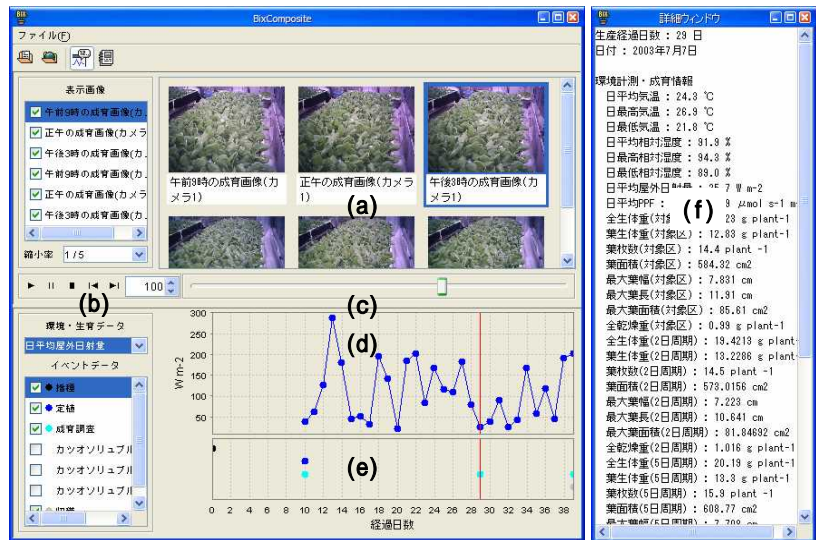 BixComposite
ファイル(F)
表示画像
午前9時の成育画像(カ.
正午の成育画像(カメラ
午後3時の成育画像(カ.
午前9時の成育画像(カ.
正午の成育画像(カメラ
午後3時の成育画像(カ.
縮小率 1/5
午前9時の成育画像(カメラ1)
正午の成育画像(カメラ1)
午後3時の成育画像(カメラ1)
(a)
(b)
100
(c)
環境・生育データ
日平均屋外日射量
イベントデータ
播種
定植
成育調査
カツオソリュブル
カツオソリュブル
カツオソリュブル
収穫
(d)
W m-2
300
250
200
150
100
50
(e)
0 2 4 6 8 10 12 14 16 18 20 22 24 26 28 30 32 34 36 38
経過日数
詳細ウィンドウ
生産経過日数 : 29 日
日付 : 2003年7月7日
環境計測・成育情報
日平均気温 : 24.3 ℃
日最高気温 : 26.9 ℃
日最低気温 : 21.8 ℃
日平均相対湿度 : 91.9 %
日最高相対湿度 : 94.3 %
日最低相対湿度 : 89.0 %
日平均屋外日射量 : 25.7 W m-2
日平均PPF : 9 μmol s-1 m
(f)
全生体重(対象 23 g plant-1
葉生体重(対象区) : 12.83 g plant-1
葉枚数(対象区) : 14.4 plant -1
葉面積(対象区) : 584.32 cm2
最大葉幅(対象区) : 7.831 cm
最大葉長(対象区) : 11.91 cm
最大葉面積(対象区) : 85.61 cm2
全乾燥重(対象区) : 0.99 g plant-1
全生体重(2日周期) : 19.4213 g plant-1
葉生体重(2日周期) : 13.2286 g plant-1
葉枚数(2日周期) : 14.5 plant -1
葉面積(2日周期) : 573.0156 cm2
最大葉幅(2日周期) : 7.223 cm
最大葉長(2日周期) : 10.641 cm
最大葉面積(2日周期) : 81.84692 cm2
全乾燥重(2日周期) : 1.016 g plant-1
全生体重(5日周期) : 20.19 g plant-1
葉生体重(5日周期) : 13.3 g plant-1
葉枚数(5日周期) : 15.9 plant -1
葉面積(5日周期) : 608.77 cm2
最大葉幅(5日周期) : 7.708 cm